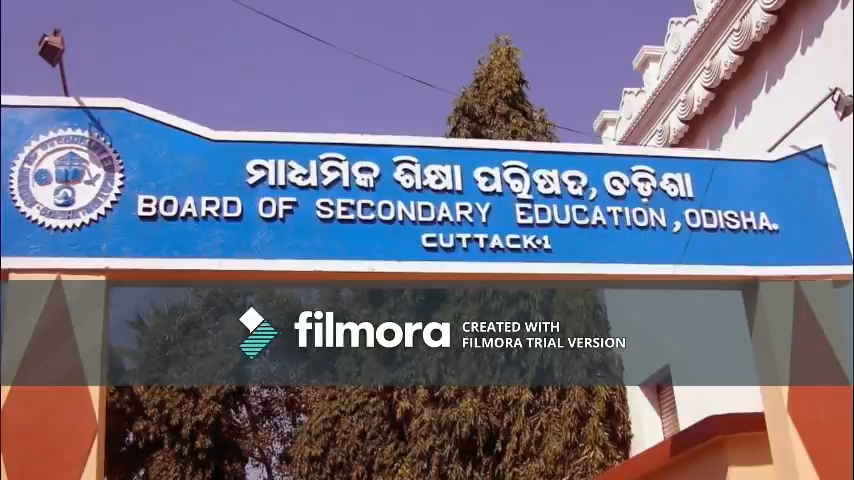 ମାଧ୍ୟମିକ ଶିକ୍ଷା ପରିଷଦ, ଓଡ଼ିଶା
BOARD OF SECONDARY EDUCATION, ODISHA.
CUTTACK-1
filmora
CREATED WITH
FILMORA TRIAL VERSION